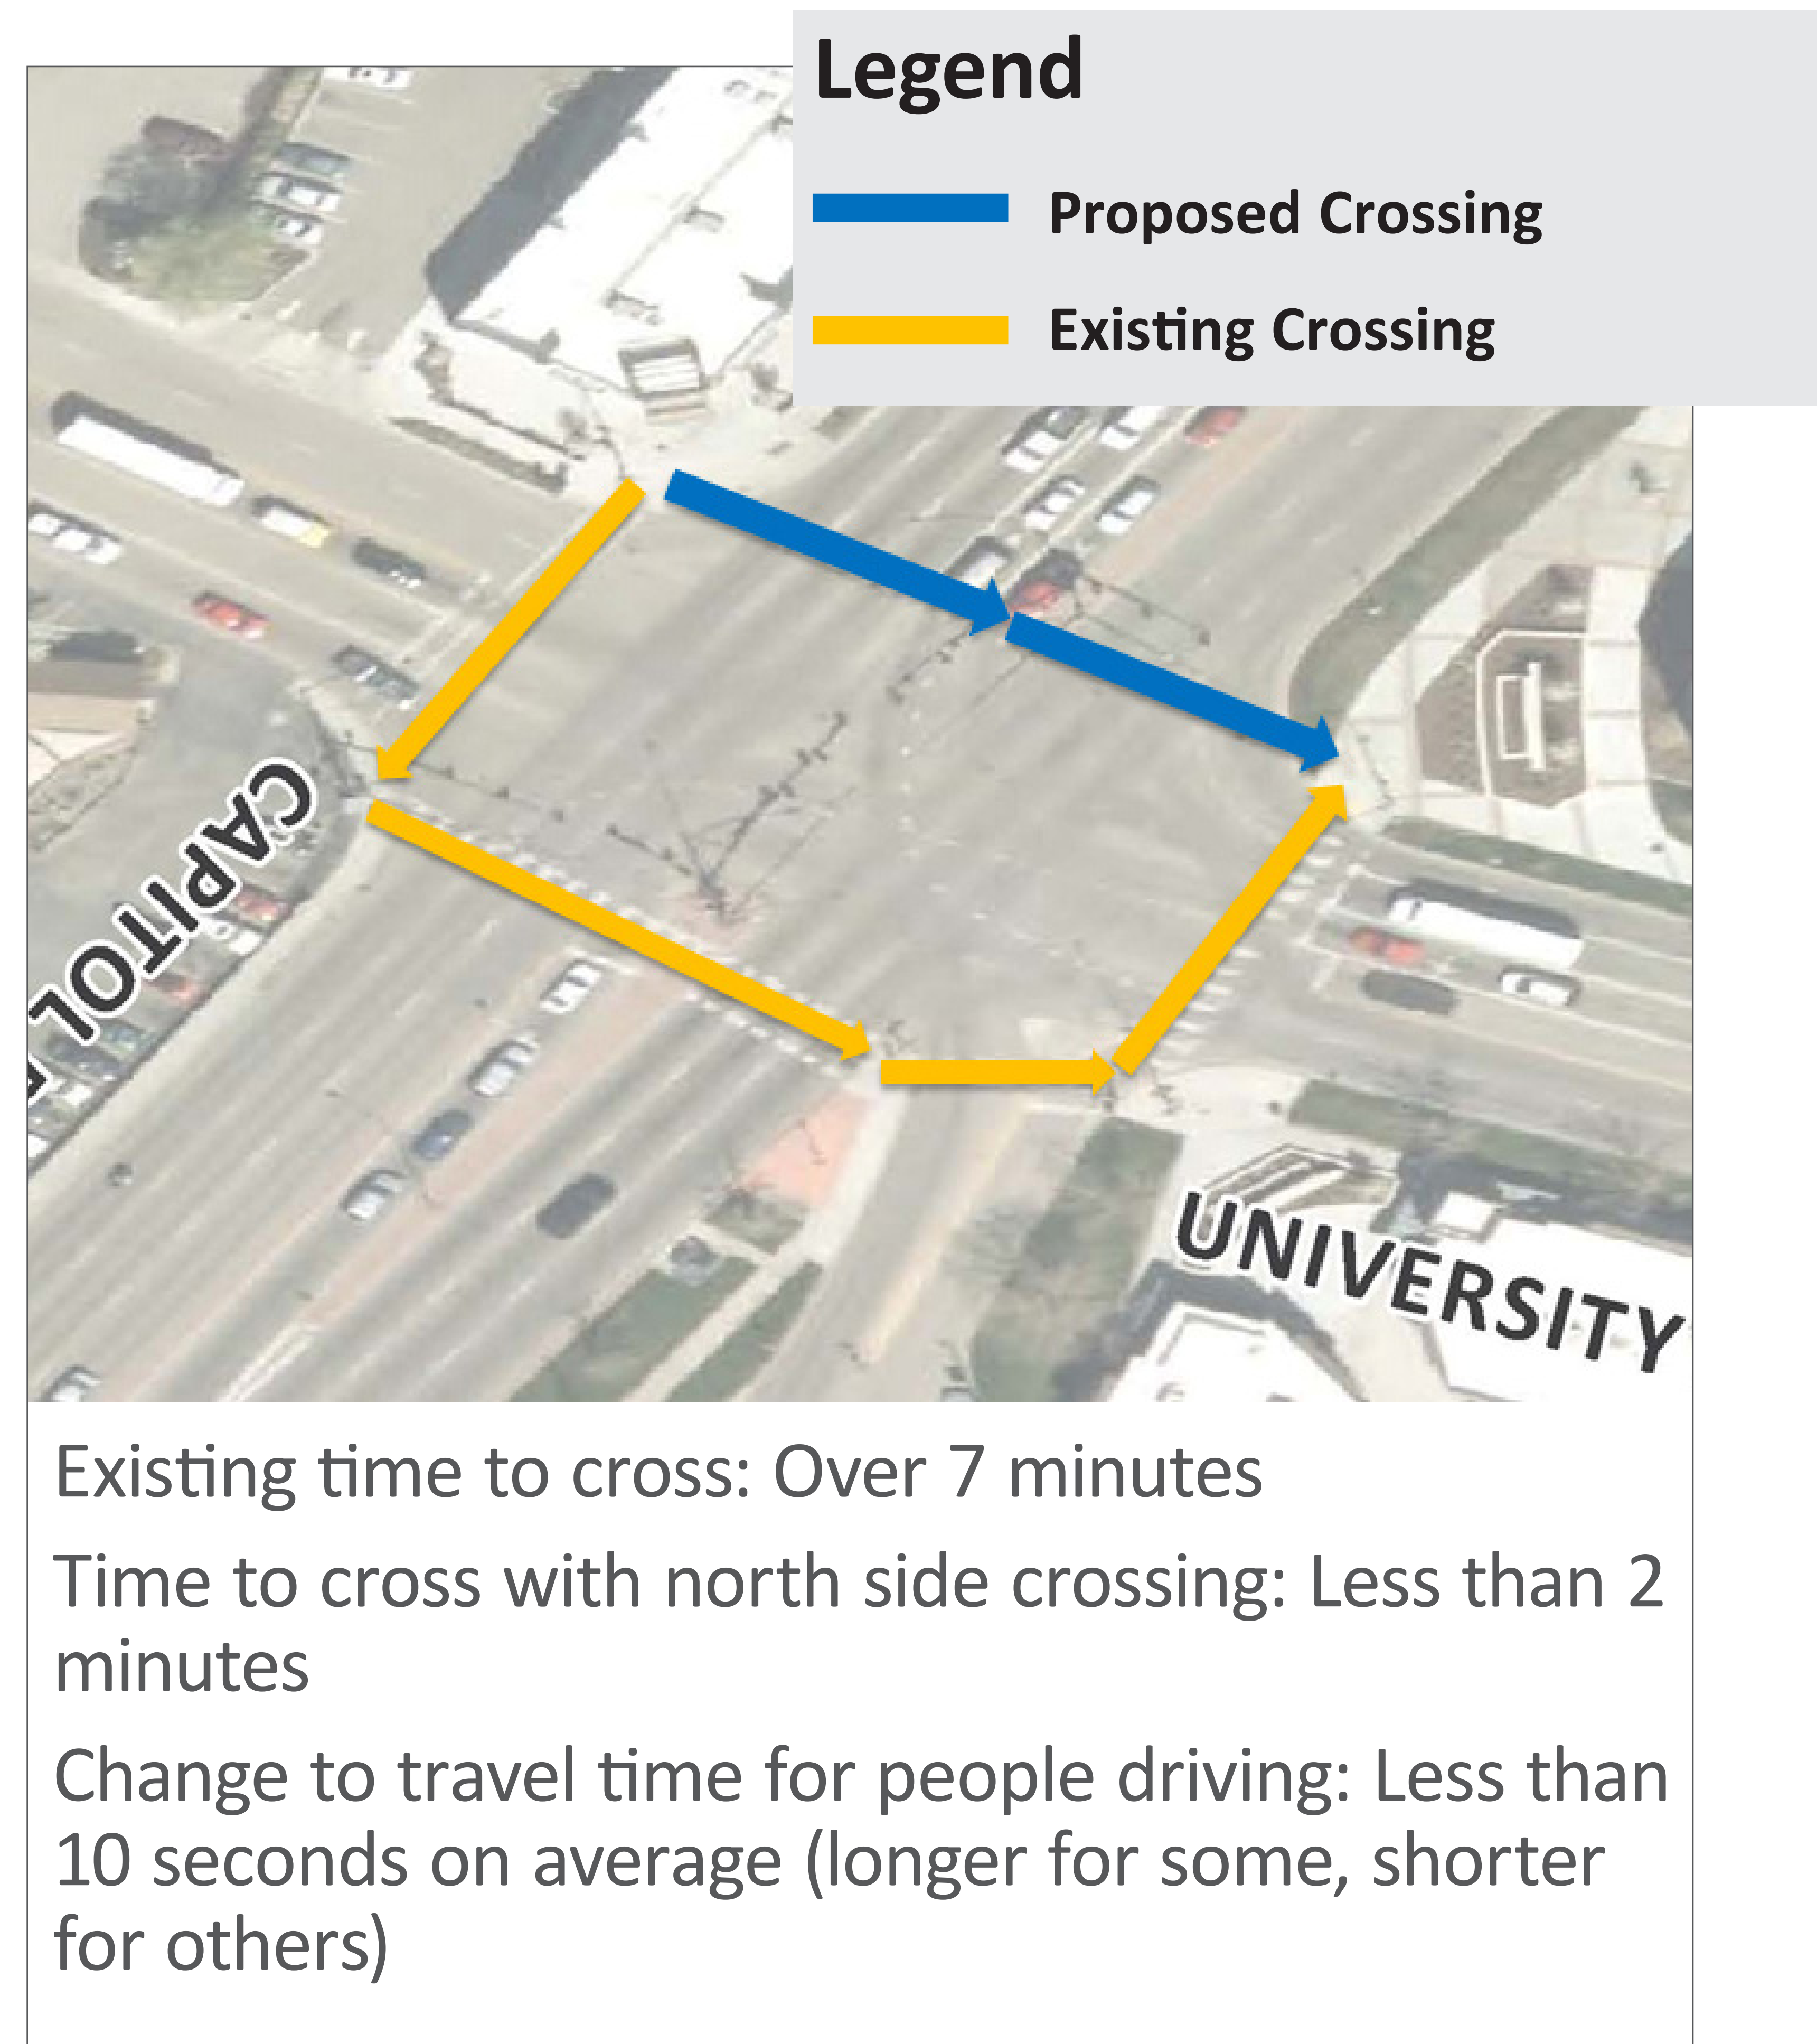 Legend
Proposed Crossing
Existing Crossing
CAPITOL
UNIVERSITY
Existing time to cross: Over 7 minutes
Time to cross with north side crossing: Less than 2
minutes
Change to travel time for people driving: Less than
10 seconds on average (longer for some, shorter
for others)